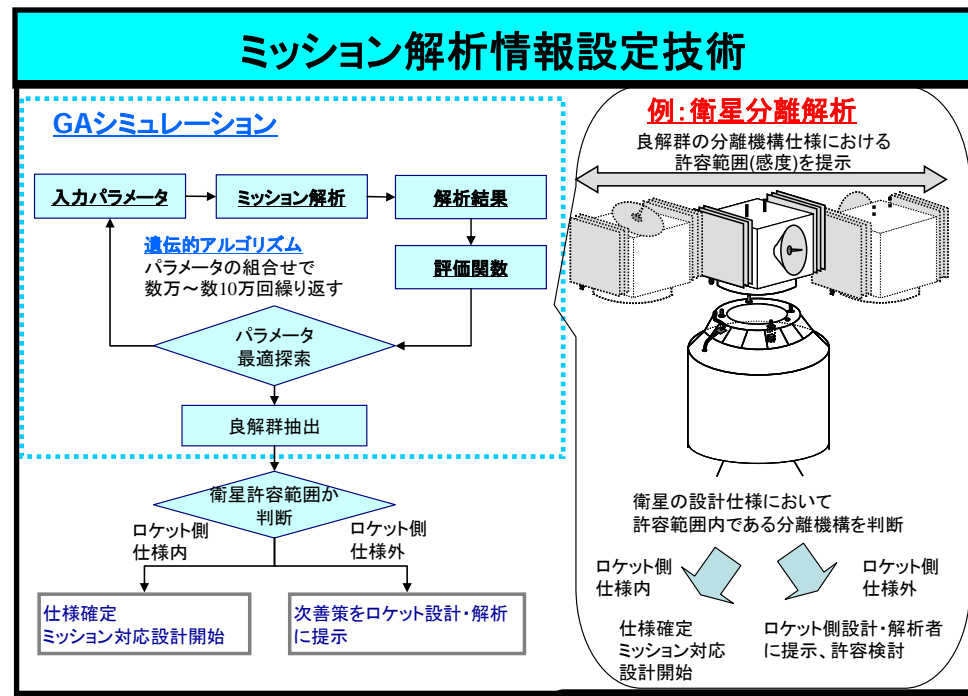 ミッション解析情報設定技術
GAシミュレーション
入力パラメータ
ミッション解析
解析結果
遺伝的アルゴリズム
パラメータの組合せで
数万～数10万回繰り返す
評価関数
パラメータ
最適探索
良解群抽出
衛星許容範囲か
判断
ロケット側
仕様内
ロケット側
仕様外
仕様確定
ミッション対応設計開始
次善策をロケット設計・解析
に提示
例：衛星分離解析
良解群の分離機構仕様における
許容範囲(感度)を提示
衛星の設計仕様において
許容範囲内である分離機構を判断
ロケット側
仕様内
ロケット側
仕様外
仕様確定
ミッション対応
設計開始
ロケット側設計・解析者
に提示、許容検討